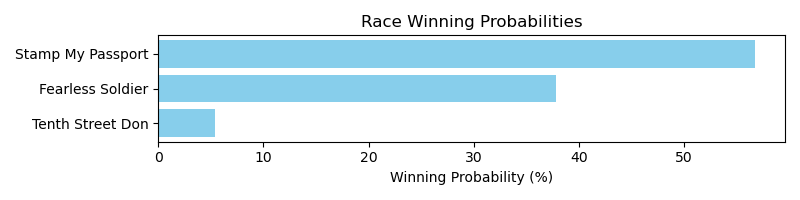 Race Winning Probabilities
Stamp My Passport
Fearless Soldier
Tenth Street Don
0 10 20 30 40 50
Winning Probability (%)